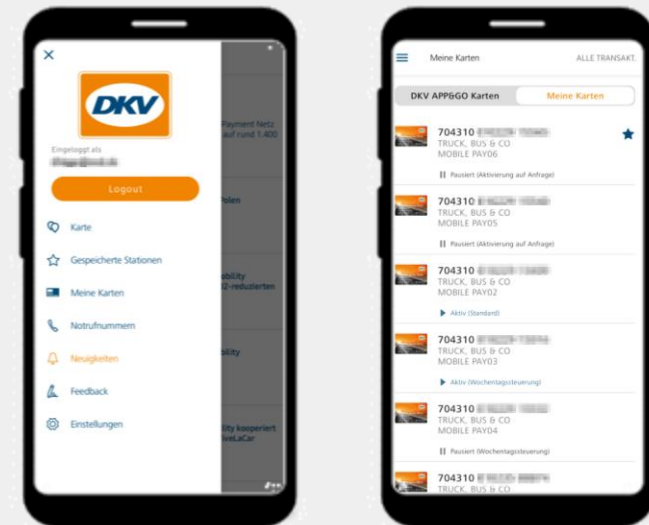 DKV
Eingeloggt als
Logout
Karte
Gespeicherte Stationen
Meine Karten
Notrufnummern
Neuigkeiten
Feedback
Einstellungen
Payment Netz
auf rund 1.400
Polen
obility
2-reduzierten
bility
lity kooperiert
iveLaCar
Meine Karten
ALLE TRANSAKT.
DKV APP&GO Karten
Meine Karten
704310
TRUCK, BUS & CO
MOBILE PAY06
Pausiert (Aktivierung auf Anfrage)
704310
TRUCK, BUS & CO
MOBILE PAY05
Pausiert (Aktivierung auf Anfrage)
704310
TRUCK, BUS & CO
MOBILE PAY02
Aktiv (Standard)
704310
TRUCK, BUS & CO
MOBILE PAY03
Aktiv (Wochentagssteuerung)
704310
TRUCK, BUS & CO
MOBILE PAY04
Pausiert (Wochentagssteuerung)
704310
TRUCK, BUS & CO